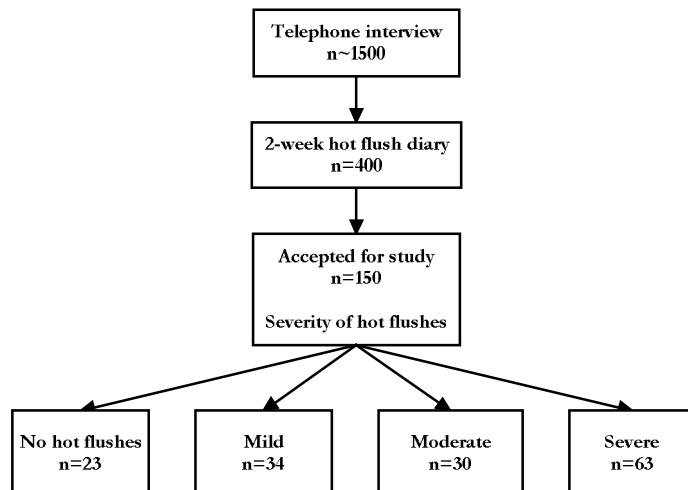 Telephone interview
n~1500
2-week hot flush diary
n=400
Accepted for study
n=150
Severity of hot flushes
No hot flushes
n=23
Mild
n=34
Moderate
n=30
Severe
n=63